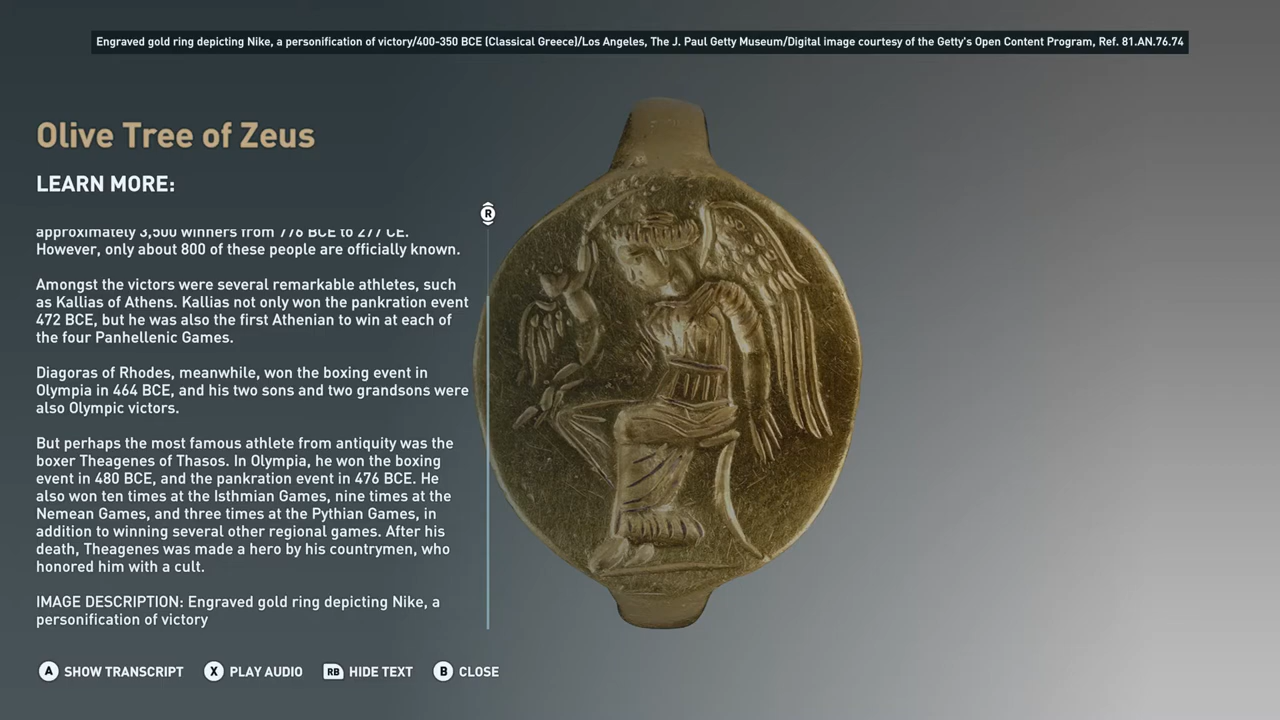 Engraved gold ring depicting Nike, a personification of victory/400-350 BCE (Classical Greece)/Los Angeles, The J. Paul Getty Museum/Digital image courtesy of the Getty's Open Content Program, Ref. 81.AN.76.74
Olive Tree of Zeus
LEARN MORE:
R
approximately 3,500 winners from 776 BCE to 277 CE.
However, only about 800 of these people are officially known.
Amongst the victors were several remarkable athletes, such
as Kallias of Athens. Kallias not only won the pankration event
472 BCE, but he was also the first Athenian to win at each of
the four Panhellenic Games.
Diagoras of Rhodes, meanwhile, won the boxing event in
Olympia in 464 BCE, and his two sons and two grandsons were
also Olympic victors.
But perhaps the most famous athlete from antiquity was the
boxer Theagenes of Thasos. In Olympia, he won the boxing
event in 480 BCE, and the pankration event in 476 BCE. He
also won ten times at the Isthmian Games, nine times at the
Nemean Games, and three times at the Pythian Games, in
addition to winning several other regional games. After his
death, Theagenes was made a hero by his countrymen, who
honored him with a cult.
IMAGE DESCRIPTION: Engraved gold ring depicting Nike, a
personification of victory
A SHOW TRANSCRIPT X PLAY AUDIO RB HIDE TEXT B CLOSE